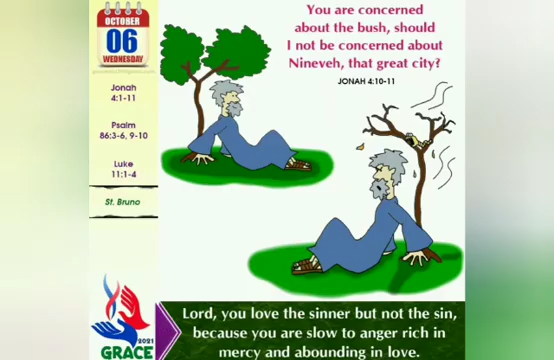 OCTOBER
06
WEDNESDAY
Jonah
4:1-11
Psalm
86:3-6, 9-10
Luke
11:1-4
St. Bruno
You are concerned
about the bush, should
I not be concerned about
Nineveh, that great city?
JONAH 4:10-11
2021
GRACE
Lord, you love the sinner but not the sin,
because you are slow to anger rich in
mercy and abounding in love.